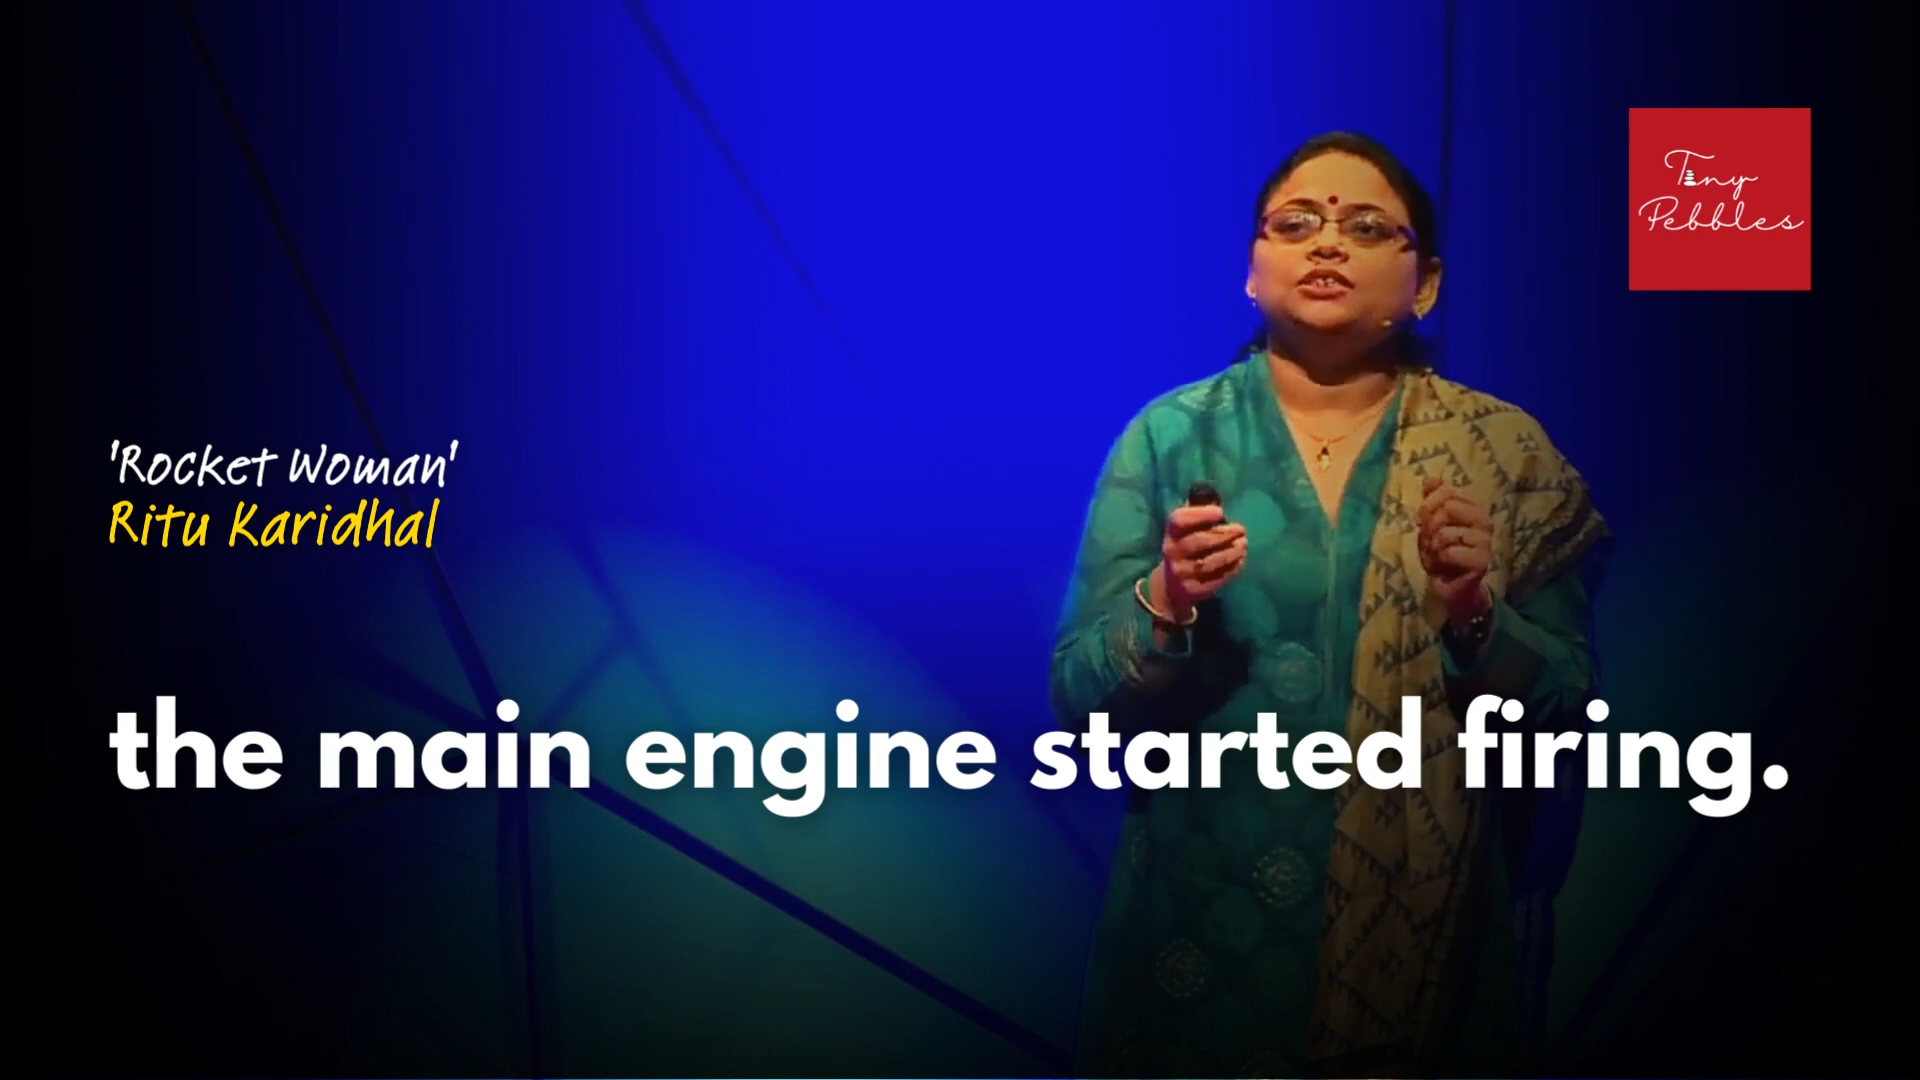 Tiny
Pebbles
'Rocket Woman'
Ritu Karidhal
the main engine started firing.